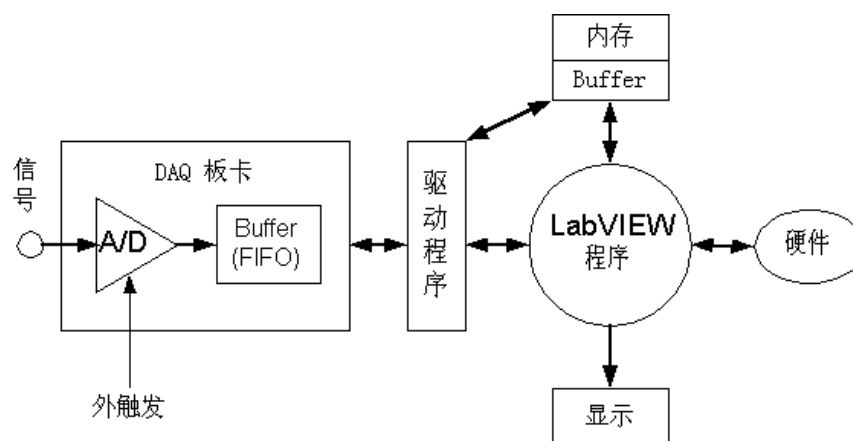 内存
Buffer
信号
DAQ 板卡
A/D
Buffer
(FIFO)
外触发
驱动程序
LabVIEW
程序
硬件
显示